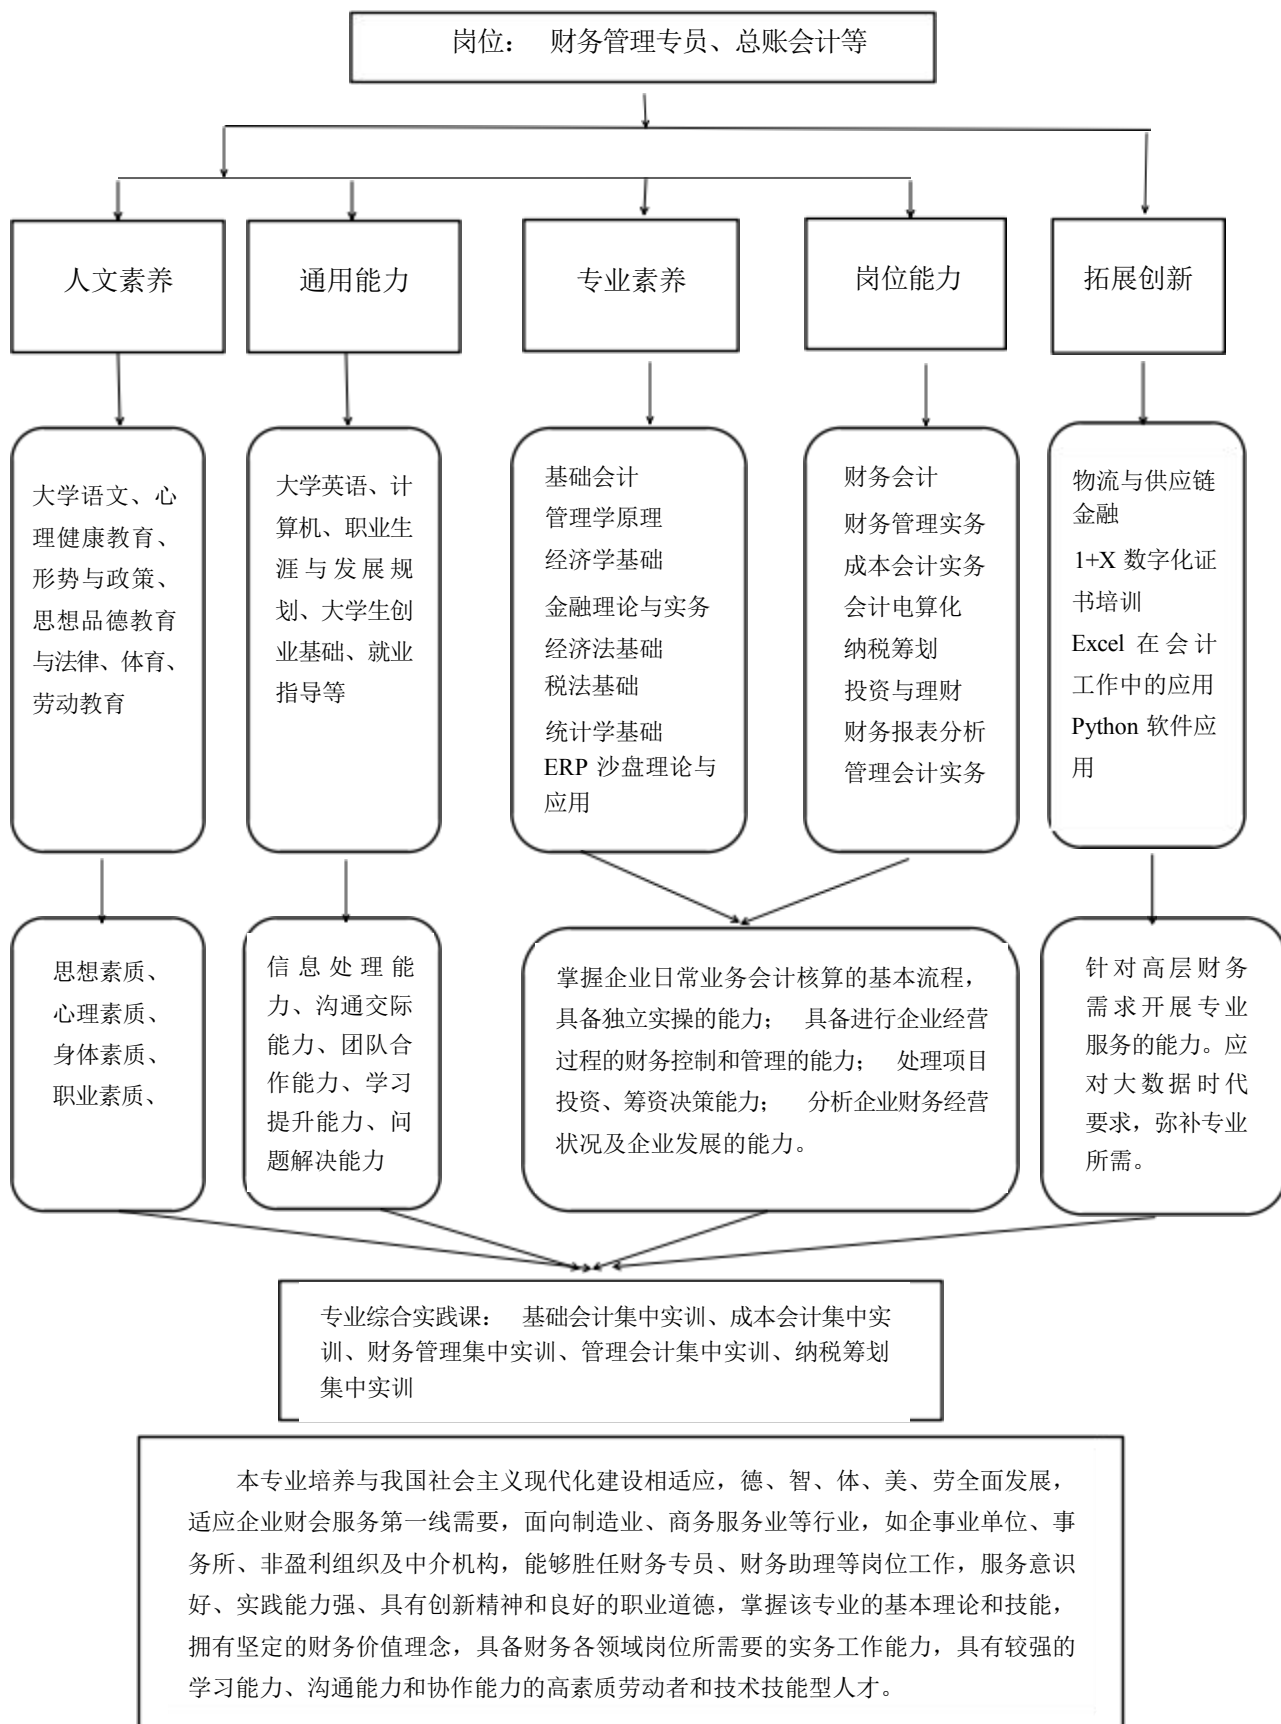 岗位： 财务管理专员、总账会计等
人文素养
通用能力
专业素养
岗位能力
拓展创新
大学语文、心
理健康教育、
形势与政策、
思想品德教育
与法律、体育、
劳动教育
大学英语、计
算机、职业生
涯与发展规
划、大学生创
业基础、就业
指导等
基础会计
管理学原理
经济学基础
金融理论与实务
经济法基础
税法基础
统计学基础
ERP 沙盘理论与
应用
财务会计
财务管理实务
成本会计实务
会计电算化
纳税筹划
投资与理财
财务报表分析
管理会计实务
物流与供应链
金融
1+X 数字化证
书培训
Excel 在会计
工作中的应用
Python 软件应
用
思想素质、
心理素质、
身体素质、
职业素质、
信息处理能
力、沟通交际
能力、团队合
作能力、学习
提升能力、问
题解决能力
掌握企业日常业务会计核算的基本流程，
具备独立实操的能力； 具备进行企业经营
过程的财务控制和管理的能力； 处理项目
投资、筹资决策能力； 分析企业财务经营
状况及企业发展的能力。
针对高层财务
需求开展专业
服务的能力。应
对大数据时代
要求，弥补专业
所需。
专业综合实践课： 基础会计集中实训、成本会计集中实
训、财务管理集中实训、管理会计集中实训、纳税筹划
集中实训
本专业培养与我国社会主义现代化建设相适应，德、智、体、美、劳全面发展，
适应企业财会服务第一线需要，面向制造业、商务服务业等行业，如企事业单位、事
务所、非盈利组织及中介机构，能够胜任财务专员、财务助理等岗位工作，服务意识
好、实践能力强、具有创新精神和良好的职业道德，掌握该专业的基本理论和技能，
拥有坚定的财务价值理念，具备财务各领域岗位所需要的实务工作能力，具有较强的
学习能力、沟通能力和协作能力的高素质劳动者和技术技能型人才。